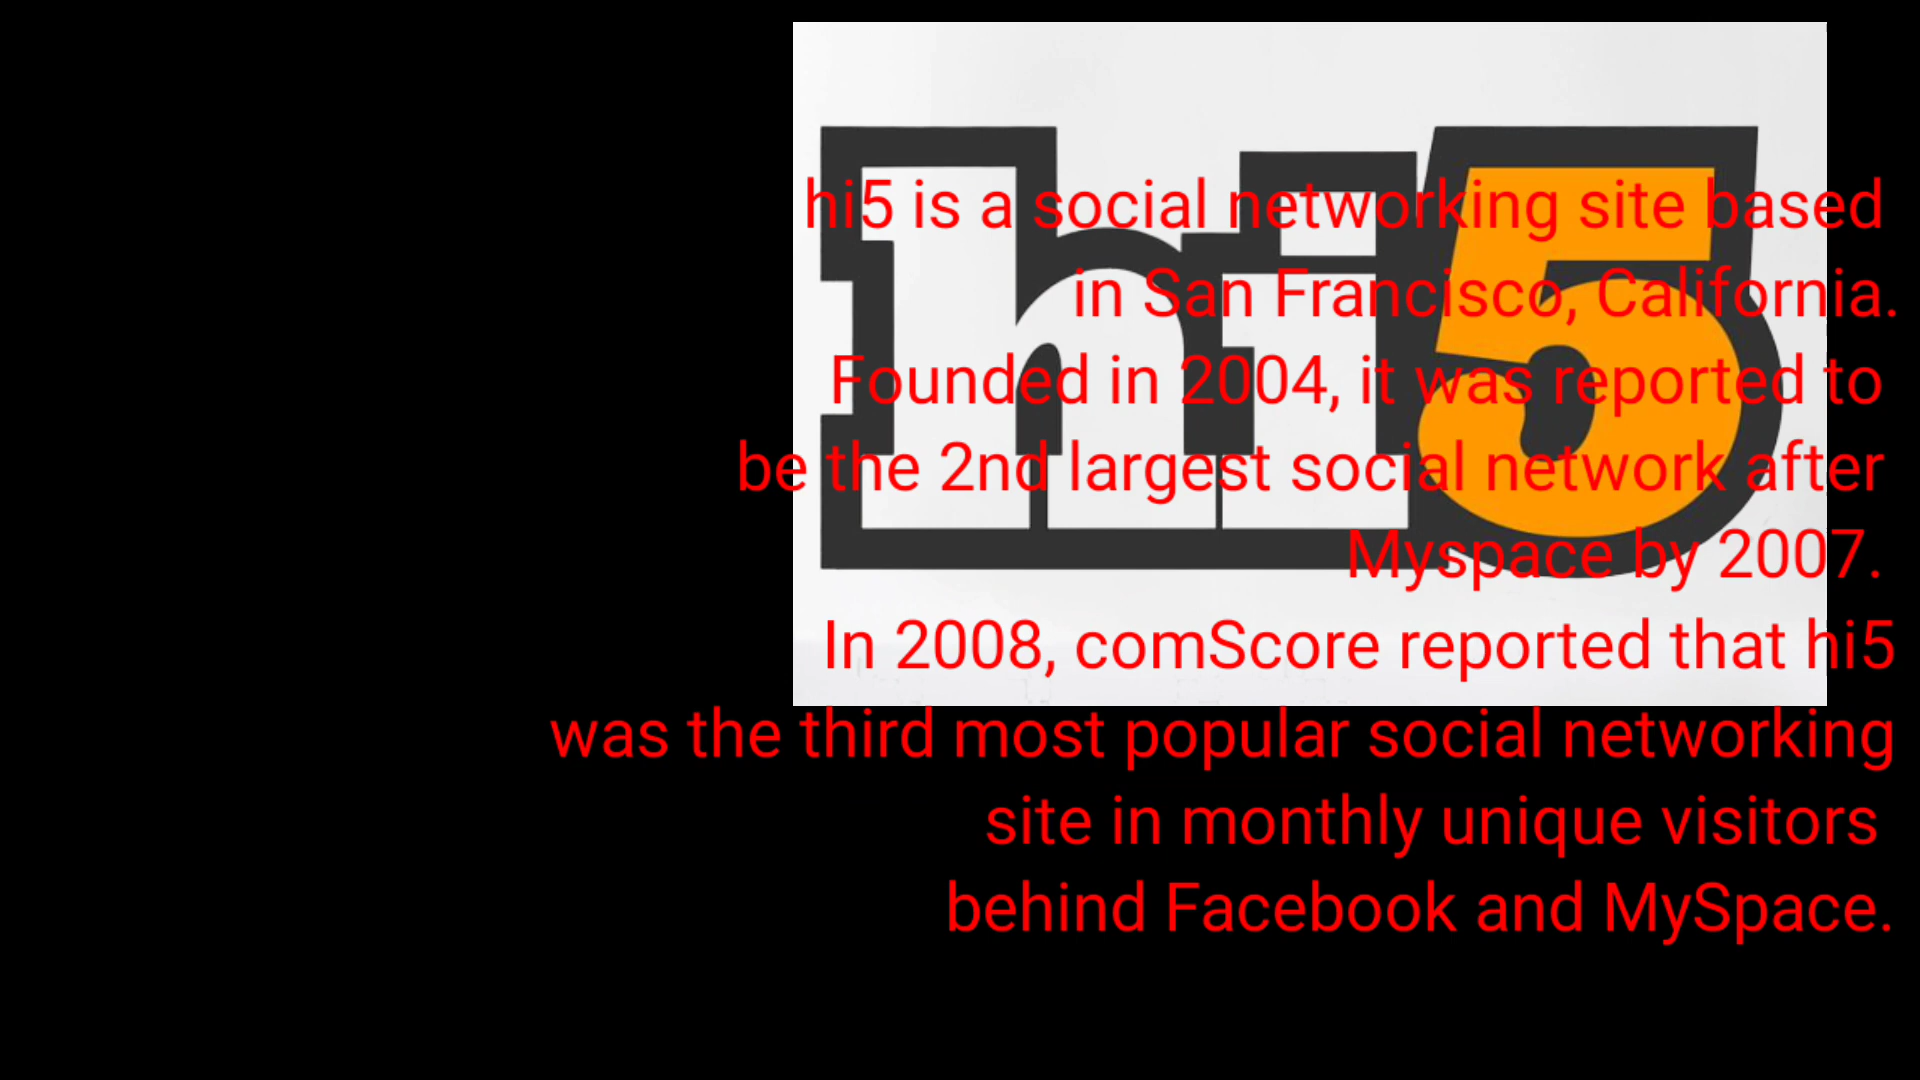 hi5
hi5 is a social networking site based
in San Francisco, California.
Founded in 2004, it was reported to
be the 2nd largest social network after
Myspace by 2007.
In 2008, comScore reported that hi5
was the third most popular social networking
site in monthly unique visitors
behind Facebook and MySpace.